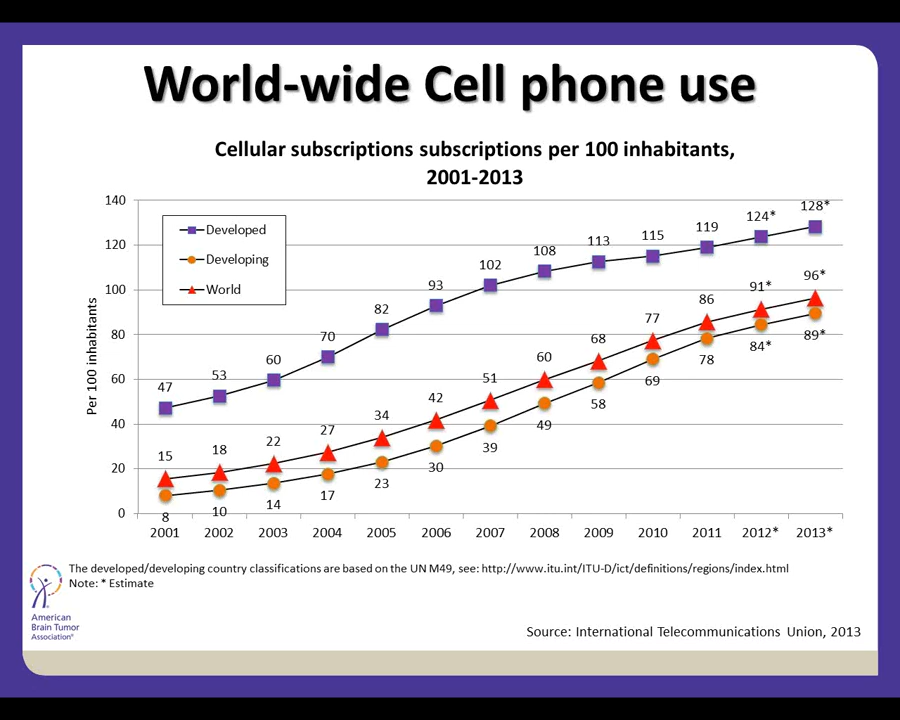 World-wide Cell phone use
Cellular subscriptions subscriptions per 100 inhabitants,
2001-2013
Per 100 inhabitants
140
120
100
80
60
40
20
0
Developed
Developing
World
47 53 60 70 82 93 102 108 113 115 119 124* 128*
15 18 22 27 34 42 51 60 68 77 86 91* 96*
8 10 14 17 23 30 39 49 58 69 78 84* 89*
2001 2002 2003 2004 2005 2006 2007 2008 2009 2010 2011 2012* 2013*
The developed/developing country classifications are based on the UN M49, see: http://www.itu.int/ITU-D/ict/definitions/regions/index.html
Note: * Estimate
American
Brain Tumor
Association®
Source: International Telecommunications Union, 2013